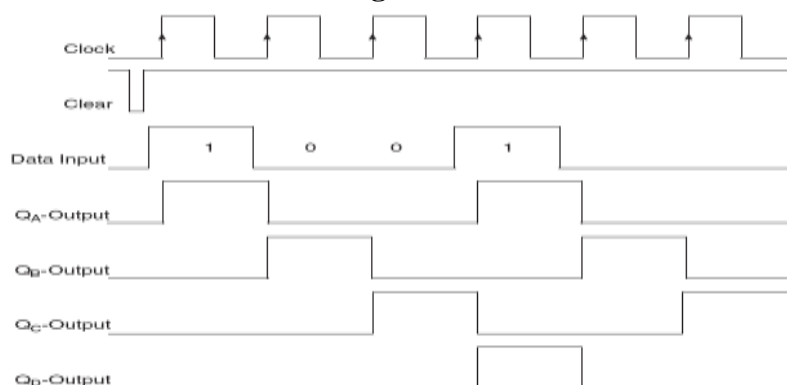 Clock
Clear
Data Input 1 0 0 1
QA-Output
QB-Output
QC-Output
QD-Output